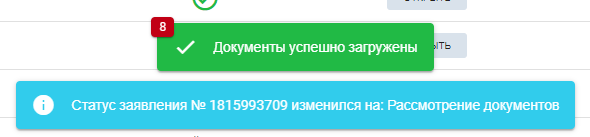 8
Документы успешно загружены
Статус заявления № 1815993709 изменился на: Рассмотрение документов